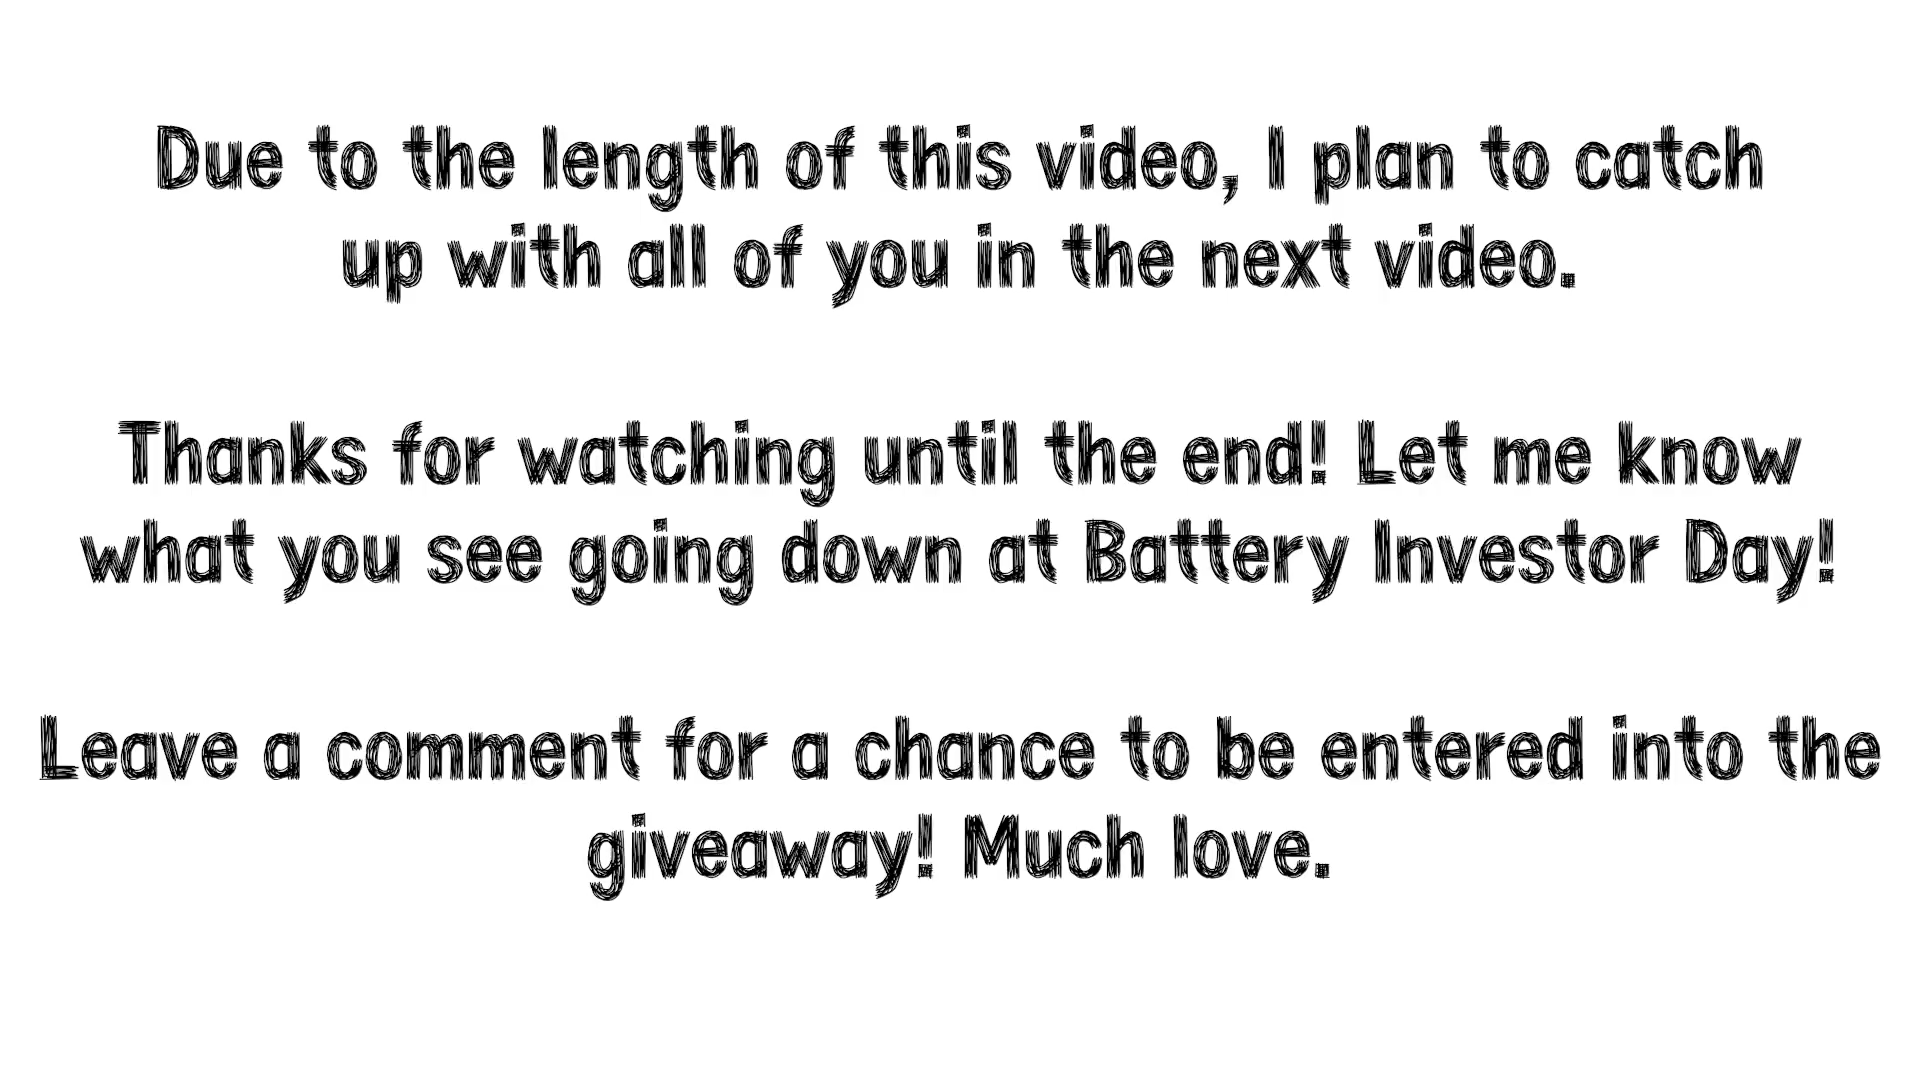 Due to the length of this video, I plan to catch
up with all of you in the next video.
Thanks for watching until the end! Let me know
what you see going down at Battery Investor Day!
Leave a comment for a chance to be entered into the
giveaway! Much love.